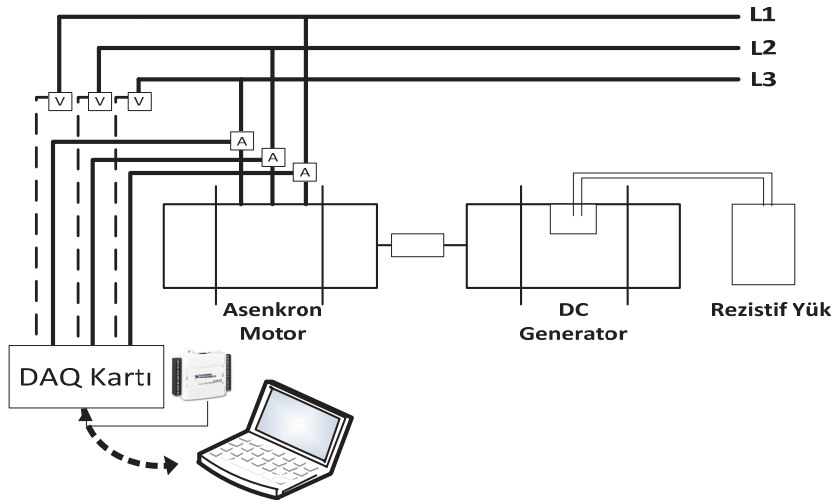 L1
L2
L3
V V V
A
A
A
Asenkron
Motor
DC
Generator
Rezistif Yük
DAQ Kartı